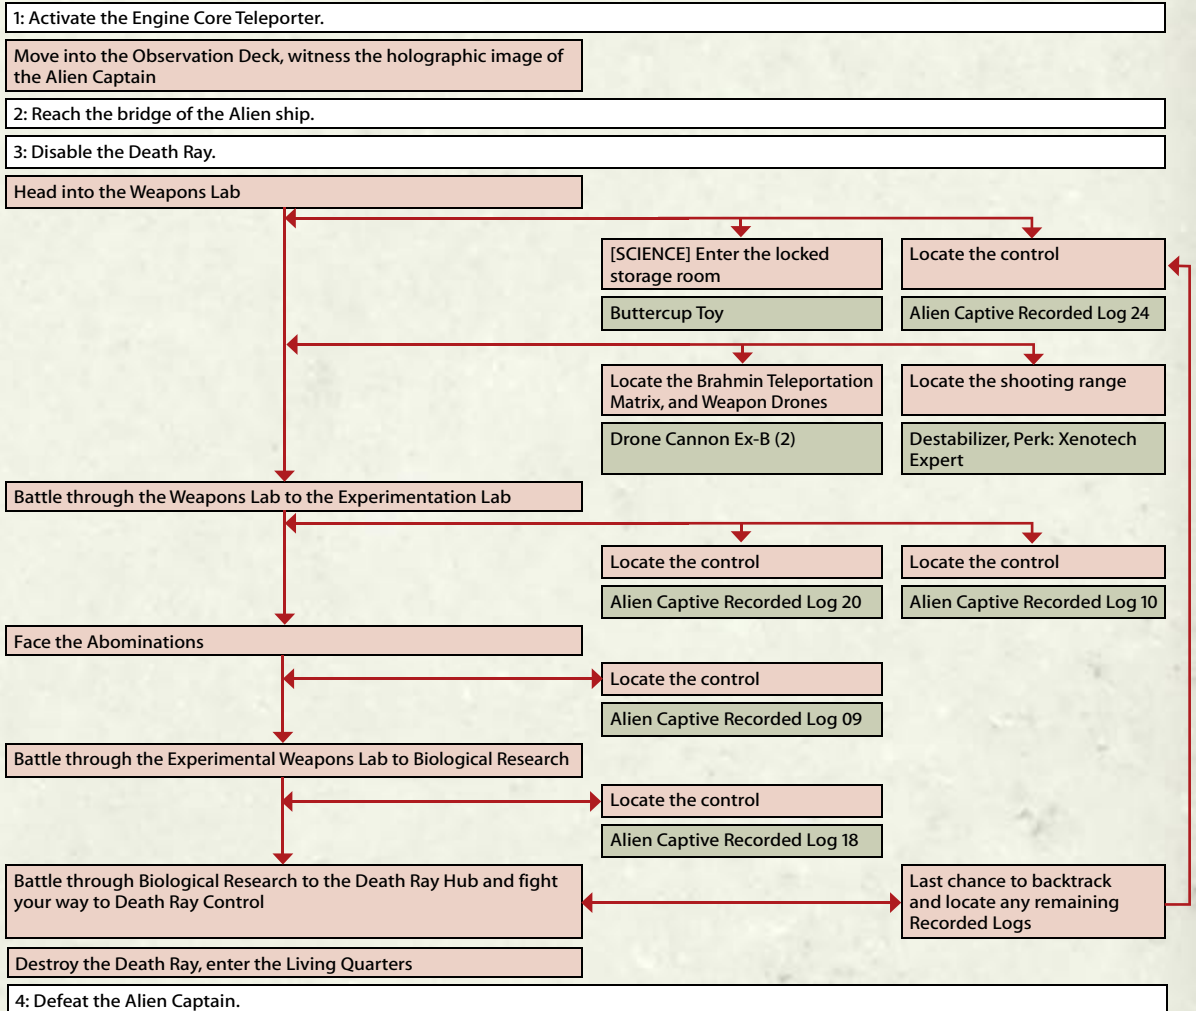 1: Activate the Engine Core Teleporter.
Move into the Observation Deck, witness the holographic image of
the Alien Captain
2: Reach the bridge of the Alien ship.
3: Disable the Death Ray.
Head into the Weapons Lab
[SCIENCE] Enter the locked
storage room
Buttercup Toy
Locate the control
Alien Captive Recorded Log 24
Locate the Brahmin Teleportation
Matrix, and Weapon Drones
Drone Cannon Ex-B (2)
Locate the shooting range
Destabilizer, Perk: Xenotech
Expert
Battle through the Weapons Lab to the Experimentation Lab
Locate the control
Alien Captive Recorded Log 20
Locate the control
Alien Captive Recorded Log 10
Face the Abominations
Locate the control
Alien Captive Recorded Log 09
Battle through the Experimental Weapons Lab to Biological Research
Locate the control
Alien Captive Recorded Log 18
Battle through Biological Research to the Death Ray Hub and fight
your way to Death Ray Control
Last chance to backtrack
and locate any remaining
Recorded Logs
Destroy the Death Ray, enter the Living Quarters
4: Defeat the Alien Captain.